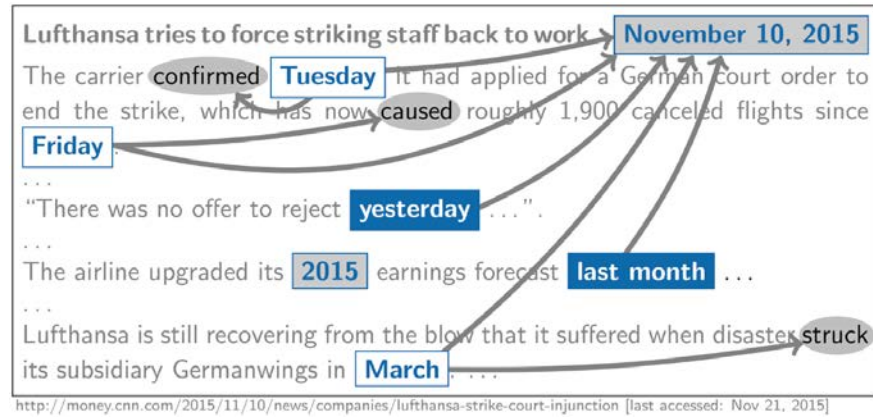 Lufthansa tries to force striking staff back to work November 10, 2015
The carrier confirmed Tuesday it had applied for a German court order to
end the strike, which has now caused roughly 1,900 canceled flights since
Friday.
...
“There was no offer to reject yesterday ...”.
...
The airline upgraded its 2015 earnings forecast last month ...
...
Lufthansa is still recovering from the blow that it suffered when disaster struck
its subsidiary Germanwings in March. ...
http://money.cnn.com/2015/11/10/news/companies/lufthansa-strike-court-injunction [last accessed: Nov 21, 2015]